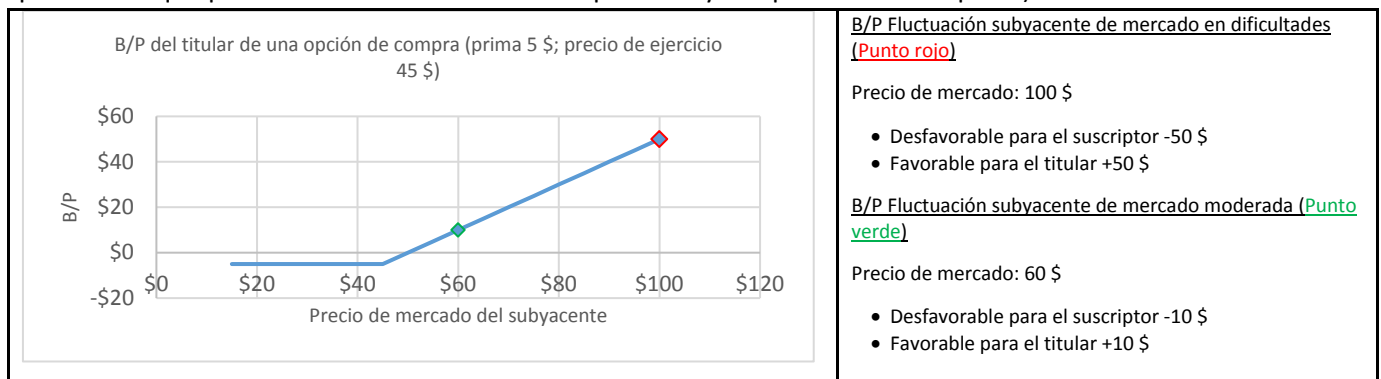 B/P del titular de una opción de compra (prima 5 $; precio de ejercicio
45 $)
$60
$40
$20
$0
-$20
B/P
$0 $20 $40 $60 $80 $100 $120
Precio de mercado del subyacente
B/P Fluctuación subyacente de mercado en dificultades
(Punto rojo)
Precio de mercado: 100 $
• Desfavorable para el suscriptor -50 $
• Favorable para el titular +50 $
B/P Fluctuación subyacente de mercado moderada (Punto
verde)
Precio de mercado: 60 $
• Desfavorable para el suscriptor -10 $
• Favorable para el titular +10 $